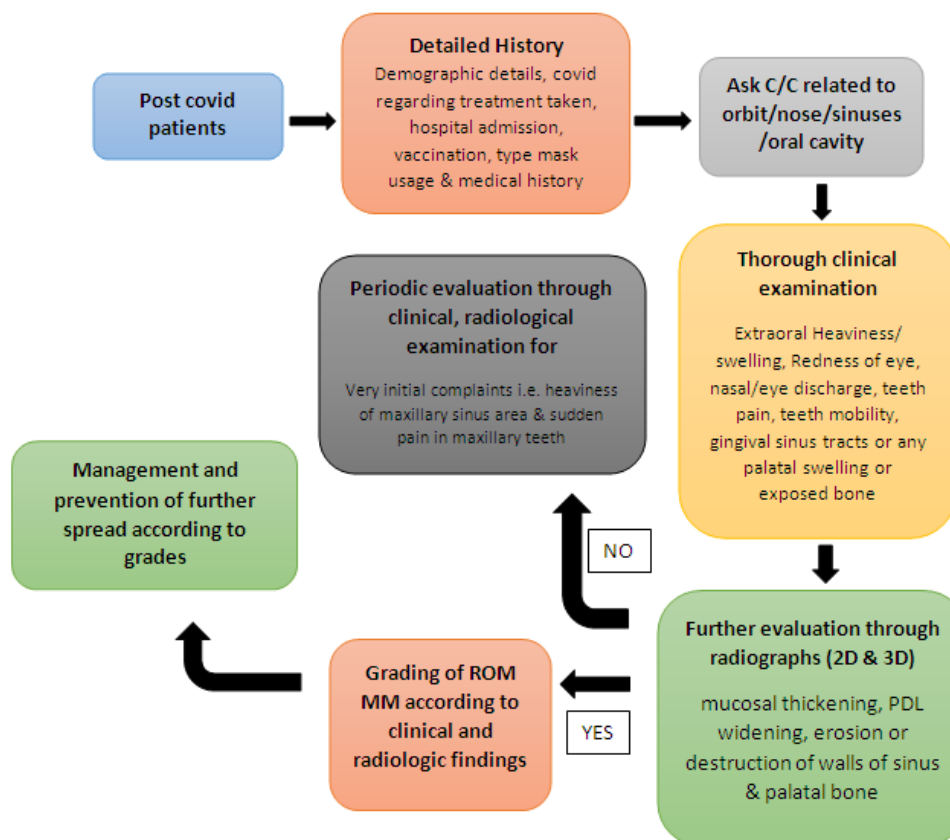 Post covid
patients
Detailed History
Demographic details, covid
regarding treatment taken,
hospital admission,
vaccination, type mask
usage & medical history
Ask C/C related to
orbit/nose/sinuses
/oral cavity
Thorough clinical
examination
Extraoral Heaviness/
swelling, Redness of eye,
nasal/eye discharge, teeth
pain, teeth mobility,
gingival sinus tracts or any
palatal swelling or
exposed bone
Further evaluation through
radiographs (2D & 3D)
mucosal thickening, PDL
widening, erosion or
destruction of walls of sinus
& palatal bone
NO
Periodic evaluation through
clinical, radiological
examination for
Very initial complaints i.e. heaviness
of maxillary sinus area & sudden
pain in maxillary teeth
YES
Grading of ROM
MM according to
clinical and
radiologic findings
Management and
prevention of further
spread according to
grades